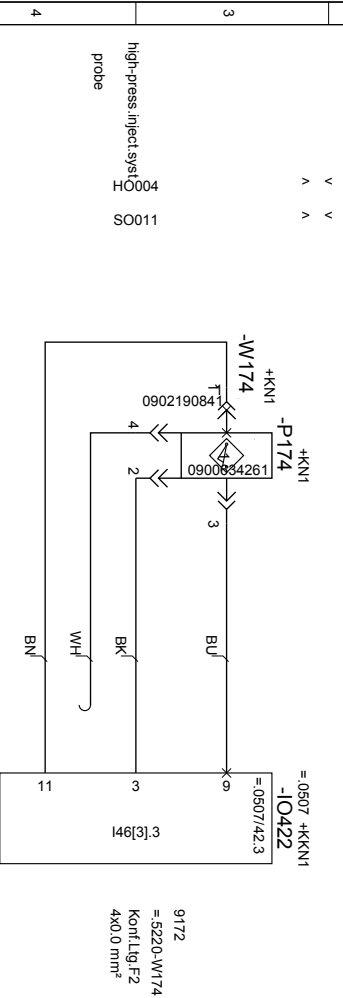 4
3
high-press.inject.syst.
probe
HO004
SO011
> <
> <
+KN1
-W174
0902190841
1
+KN1
-P174
0900834261
4
2
3
BN
WH
BK
BU
=.0507 +KKN1
-IO422
=.0507/42.3
11
3
9
I46[3].3
9172
=.5220-W174
Konf.Ltg.F2
4x0.0 mm²